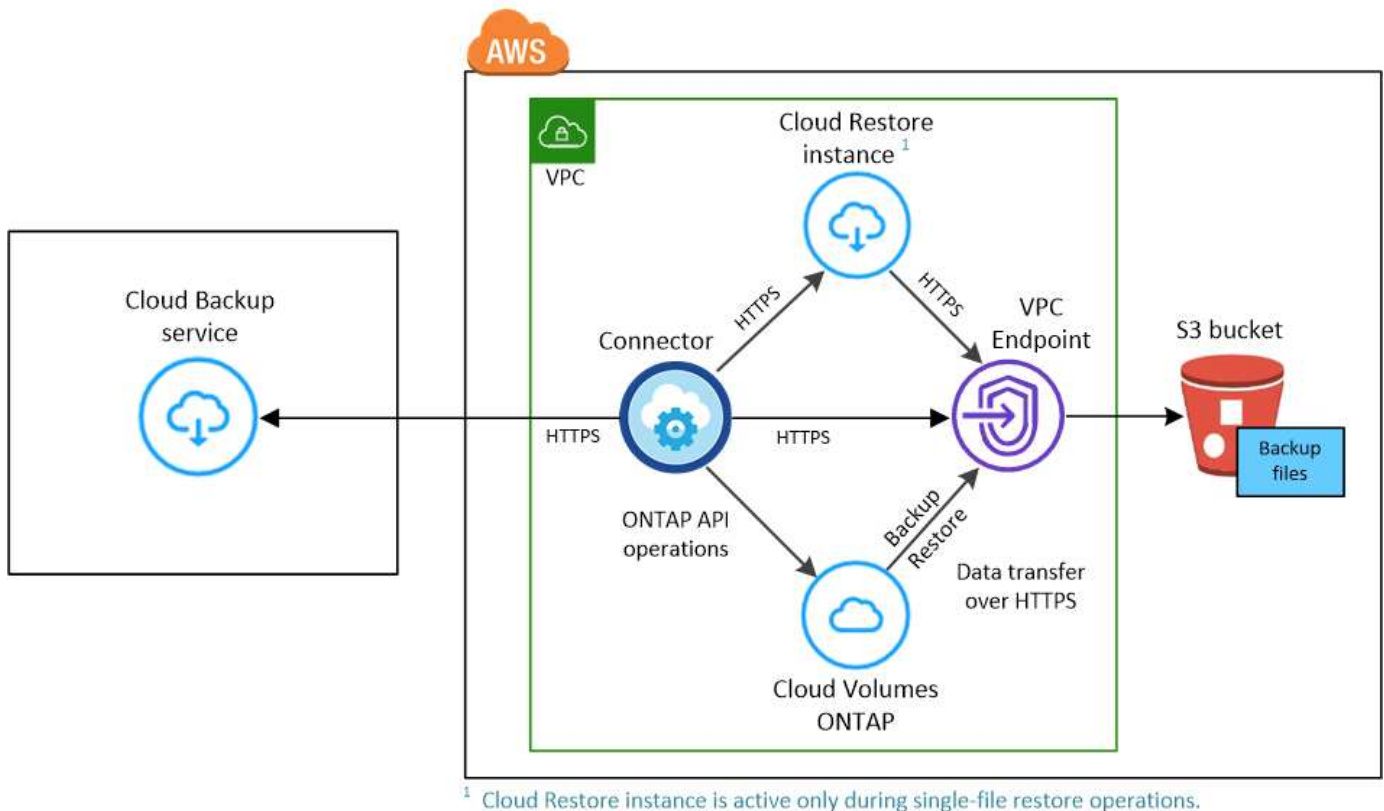 AWS
Cloud Restore
instance 1
VPC
Cloud Backup
service
HTTPS
HTTPS
VPC
Endpoint
Connector
S3 bucket
HTTPS
HTTPS
Backup
files
ONTAP API
operations
Backup
Restore
Data transfer
over HTTPS
Cloud Volumes
ONTAP
1 Cloud Restore instance is active only during single-file restore operations.